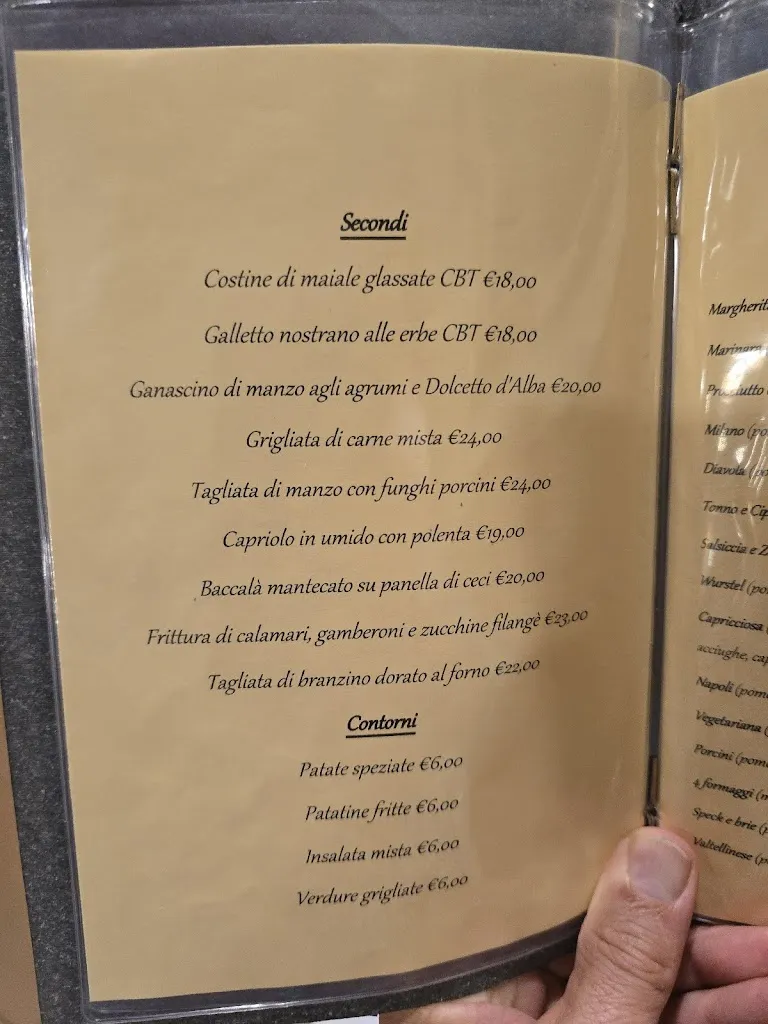 Secondi
Costine di maiale glassate CBT €18,00
Galletto nostrano alle erbe CBT €18,00
Ganascino di manzo agli agrumi e Dolcetto d'Alba €20,00
Grigliata di carne mista €24,00
Tagliata di manzo con funghi porcini €24,00
Capriolo in umido con polenta €19,00
Baccalà mantecato su panella di ceci €20,00
Frittura di calamari, gamberoni e zucchine filangè €23,00
Tagliata di branzino dorato al forno €22,00
Contorni
Patate speziate €6,00
Patatine fritte €6,00
Insalata mista €6,00
Verdure grigliate €6,00
Marinara
Milano
Diavola
Tonno e
Salsiccia e
Wurstel
Capricciosa
acciughe,
Napoli
Vegetariana
Porcini
4 formaggi
Speck e brie
Valtellinese